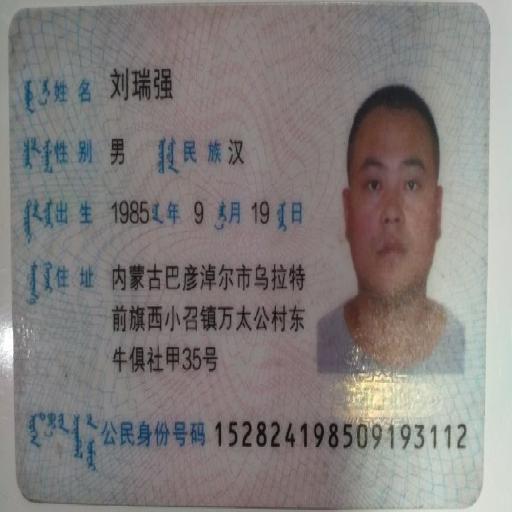 姓名 刘瑞强
性别 男 民族 汉
出生 1985 年 9 月 19 日
住址 内蒙古巴彦淖尔市乌拉特
前旗西小召镇万太公村东
牛俱社甲35号
公民身份号码 152824198509193112